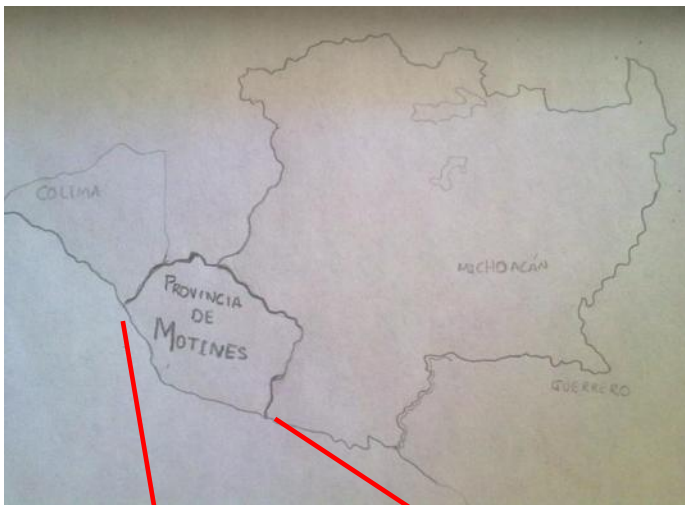 COLIMA
PROVINCIA
DE
MOTINES
MICHOACÁN
GUERRERO